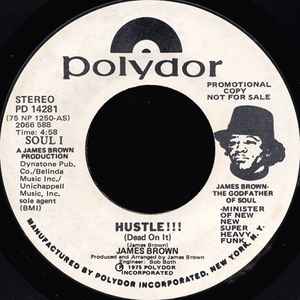 polydor
STEREO
PD 14281
(75 NP 1250-AS)
2066 588
Time: 4:58
SOUL I
A JAMES BROWN
PRODUCTION
Dynatone Pub.
Co./Belinda
Music Inc./
Unichappell
Music Inc.
sole agent
(BMI)
PROMOTIONAL
COPY
NOT FOR SALE
JAMES BROWN-
THE GODFATHER
OF SOUL
-MINISTER
OF NEW
NEW
SUPER
HEAVY
FUNK
HUSTLE!!!
(Dead On It)
(James Brown)
JAMES BROWN
Produced and Arranged by James Brown
Engineer: Bob Both
℗ 1975 POLYDOR
INCORPORATED
MANUFACTURED BY POLYDOR INCORPORATED, NEW YORK, N.Y.